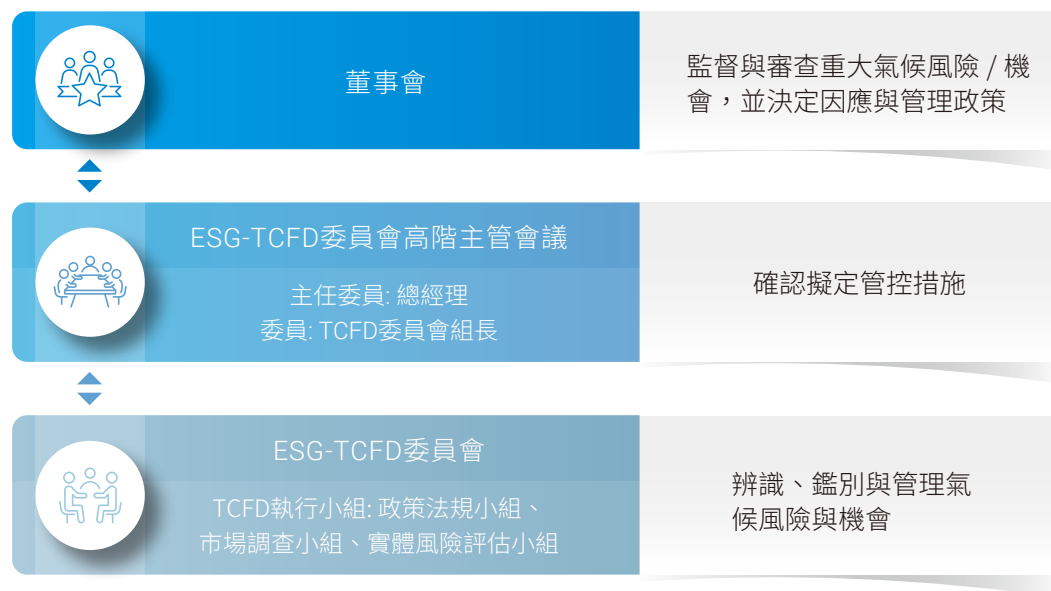 董事會
監督與審查重大氣候風險 / 機
會，並決定因應與管理政策
ESG-TCFD委員會高階主管會議
主任委員: 總經理
委員: TCFD委員會組長
確認擬定管控措施
ESG-TCFD委員會
TCFD執行小組: 政策法規小組、
市場調查小組、實體風險評估小組
辨識、鑑別與管理氣
候風險與機會